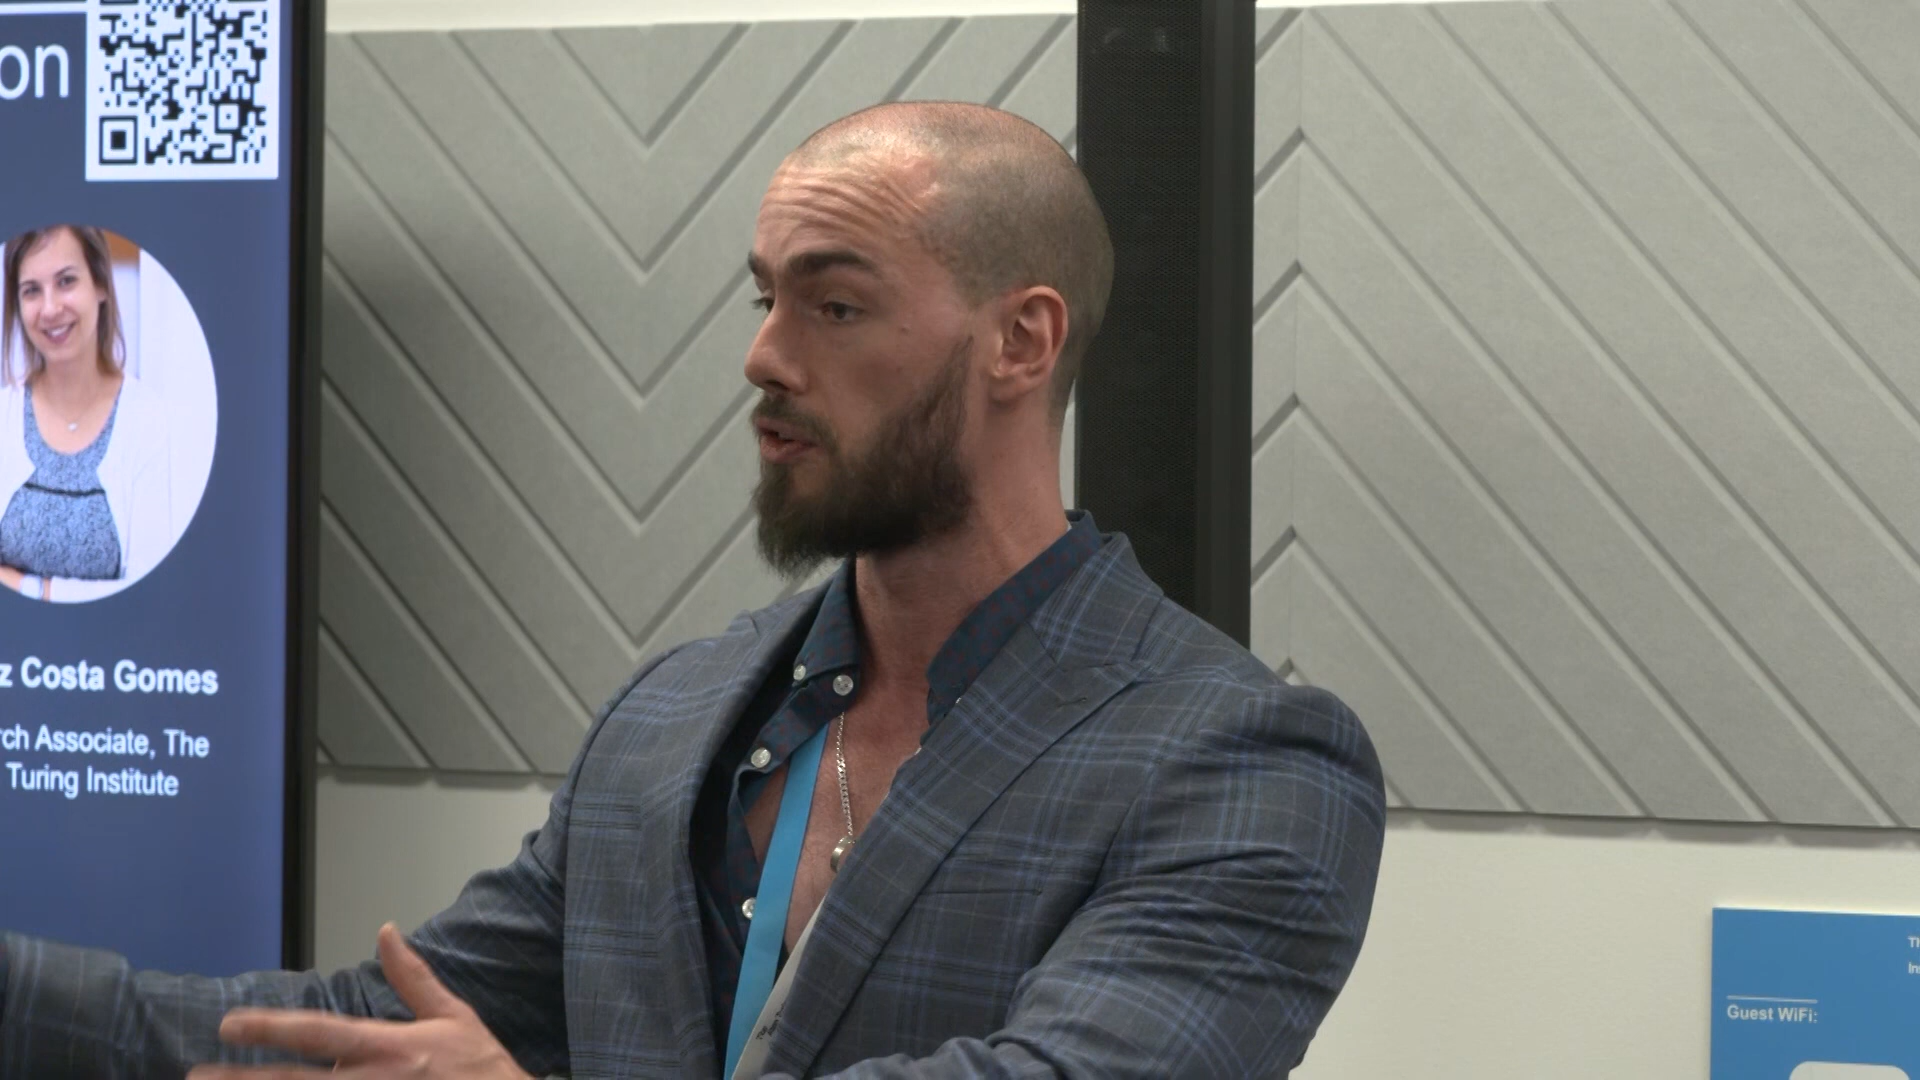 on
z Costa Gomes
rch Associate, The
Turing Institute
Guest WiFi: